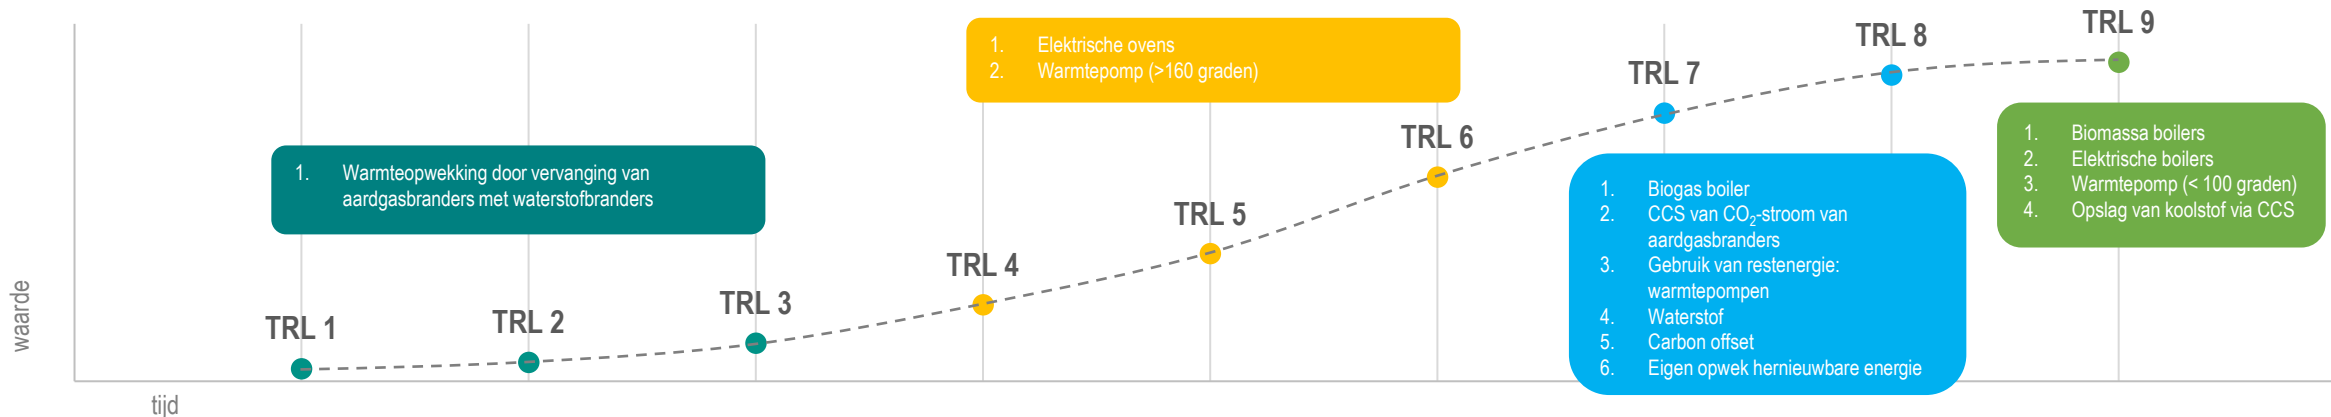 waarde
tijd
TRL 1
TRL 2
TRL 3
TRL 4
TRL 5
TRL 6
TRL 7
TRL 8
TRL 9
1. Warmteopwekking door vervanging van
aardgasbranders met waterstofbranders
1. Elektrische ovens
2. Warmtepomp (>160 graden)
1. Biogas boiler
2. CCS van CO₂-stroom van
aardgasbranders
3. Gebruik van restenergie:
warmtepompen
4. Waterstof
5. Carbon offset
6. Eigen opwek hernieuwbare energie
1. Biomassa boilers
2. Elektrische boilers
3. Warmtepomp (< 100 graden)
4. Opslag van koolstof via CCS